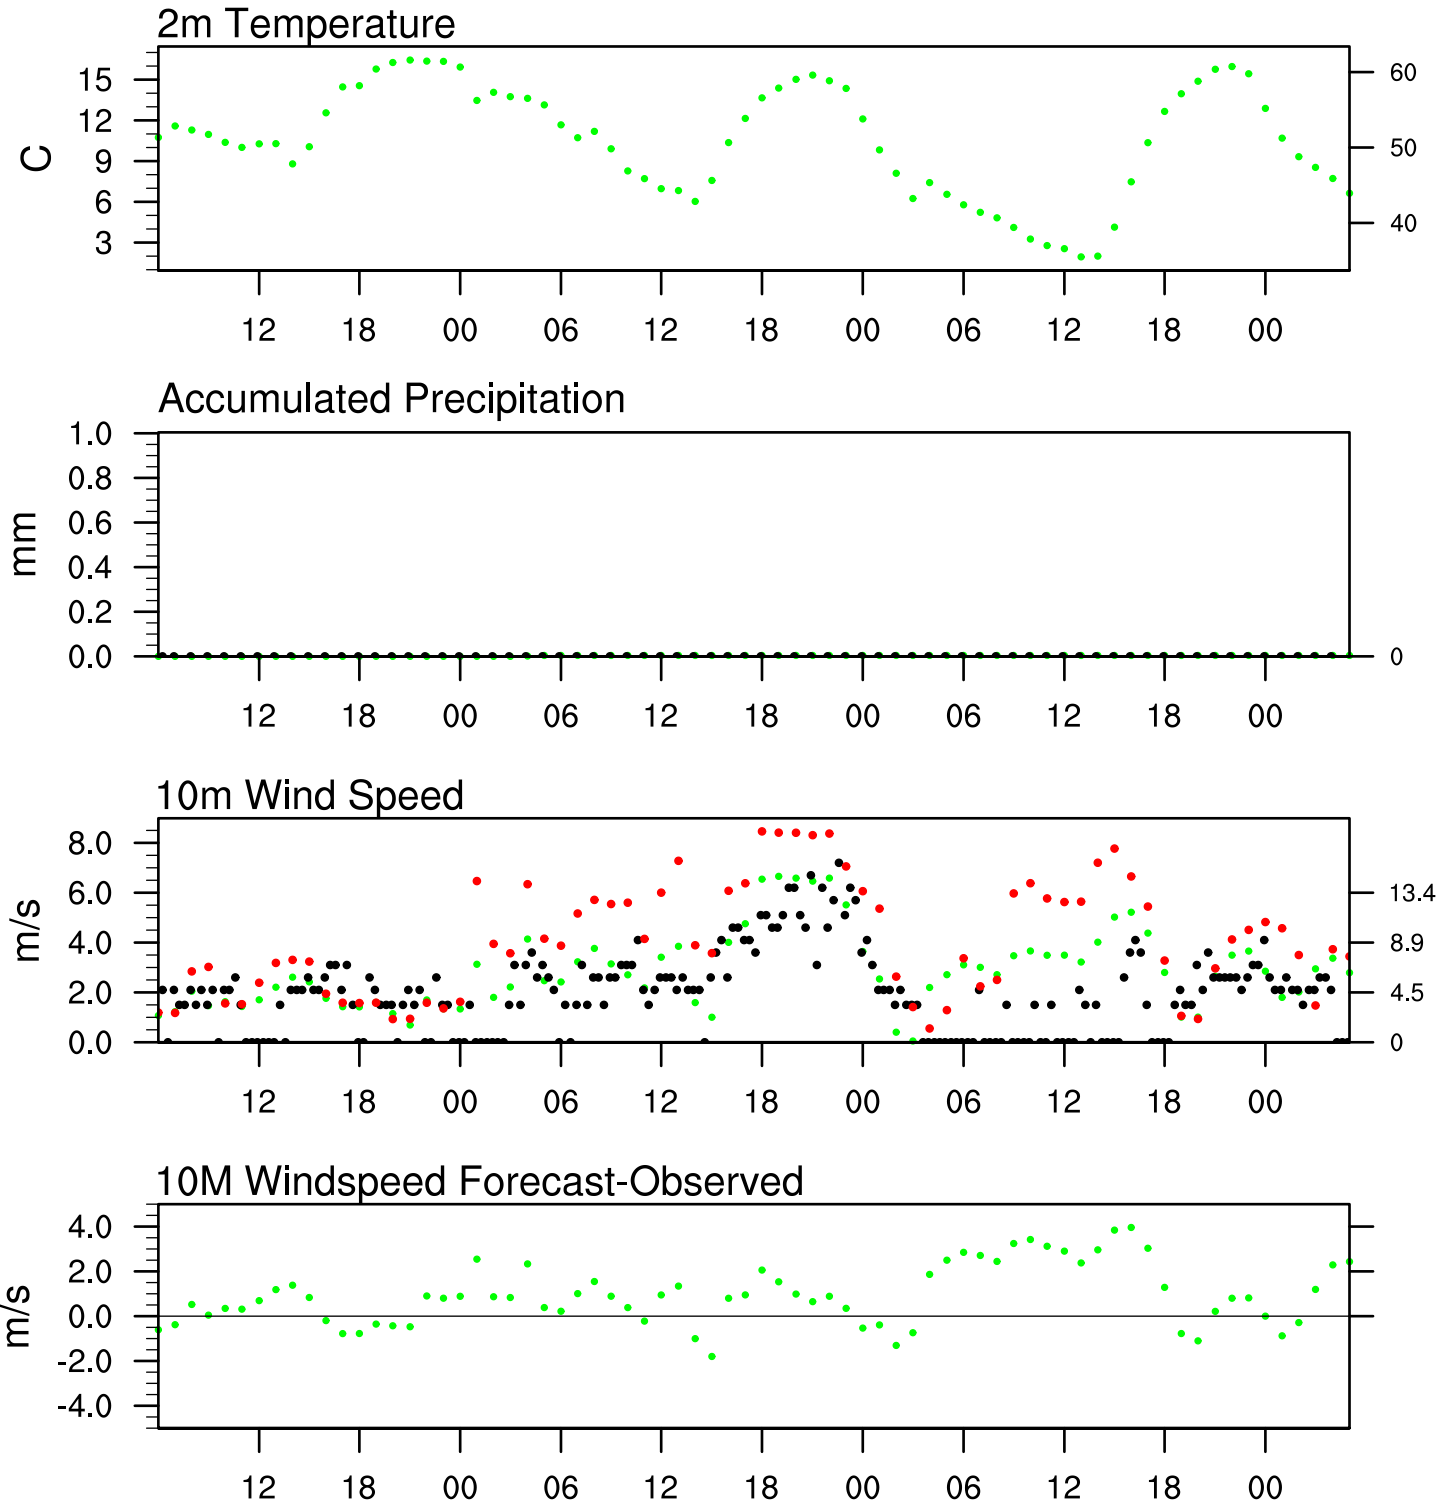 2m Temperature
C
15
12
9
6
3
60
50
40
12 18 00 06 12 18 00 06 12 18 00
Accumulated Precipitation
mm
1.0
0.8
0.6
0.4
0.2
0.0
0
12 18 00 06 12 18 00 06 12 18 00
10m Wind Speed
m/s
8.0
6.0
4.0
2.0
0.0
13.4
8.9
4.5
0
12 18 00 06 12 18 00 06 12 18 00
10M Windspeed Forecast-Observed
m/s
4.0
2.0
0.0
-2.0
-4.0
12 18 00 06 12 18 00 06 12 18 00